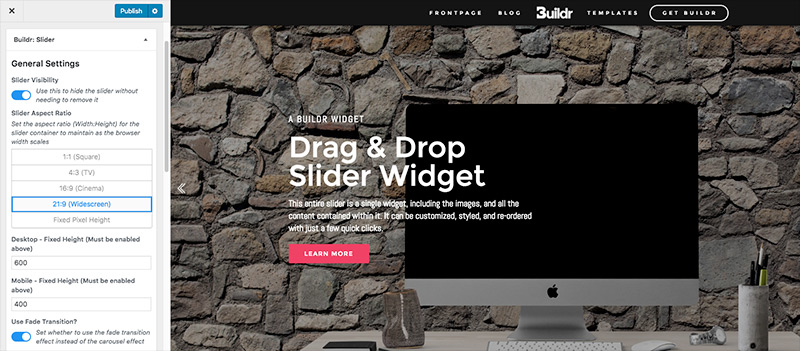 Publish
FRONTPAGE
BLOG
Buildr
TEMPLATES
GET BUILDR
Buildr: Slider
General Settings
Slider Visibility
Use this to hide the slider without
needing to remove it
Slider Aspect Ratio
Set the aspect ratio (Width:Height) for
the slider container to maintain as the browser
width scales
1:1 (Square)
4:3 (TV)
16:9 (Cinema)
21:9 (Widescreen)
Fixed Pixel Height
Desktop - Fixed Height (Must be enabled
above)
600
Mobile - Fixed Height (Must be enabled
above)
400
Use Fade Transition?
Set whether to use the fade transition
effect instead of the carousel effect
A BUILDR WIDGET
Drag & Drop
Slider Widget
This entire slider is a single widget, including the images, and all the
content contained within it. It can be customized, styled, and re-ordered
with just a few quick clicks.
LEARN MORE